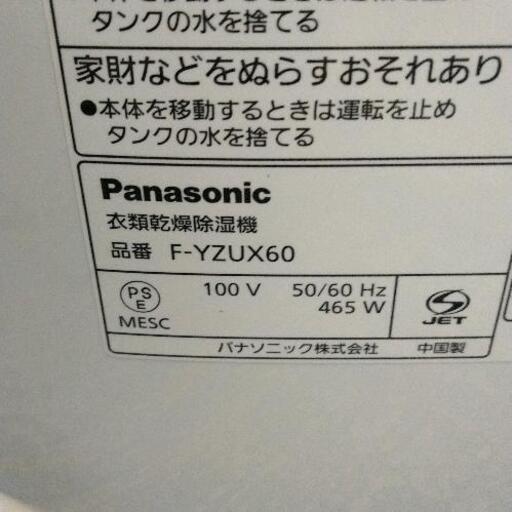 タンクの水を捨てる
家財などをぬらすおそれあり
●本体を移動するときは運転を止め
タンクの水を捨てる
Panasonic
衣類乾燥除湿機
品番 F-YZUX60
PS E
MESC
100 V 50/60 Hz
465 W
JET
パナソニック株式会社 中国製